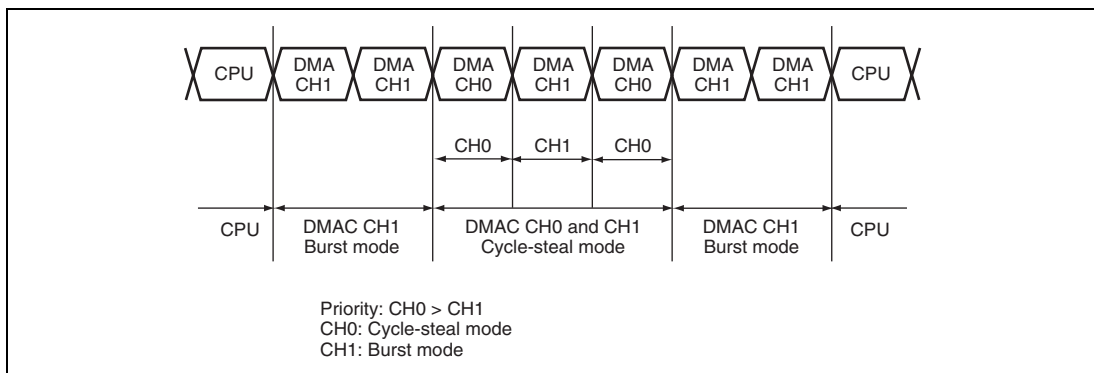 CPU DMA DMA DMA DMA DMA DMA DMA CPU
CH1 CH1 CH0 CH1 CH0 CH1 CH1
CH0 CH1 CH0
CPU DMAC CH1 DMAC CH0 and CH1 DMAC CH1 CPU
Burst mode Cycle-steal mode Burst mode
Priority: CH0 > CH1
CH0: Cycle-steal mode
CH1: Burst mode